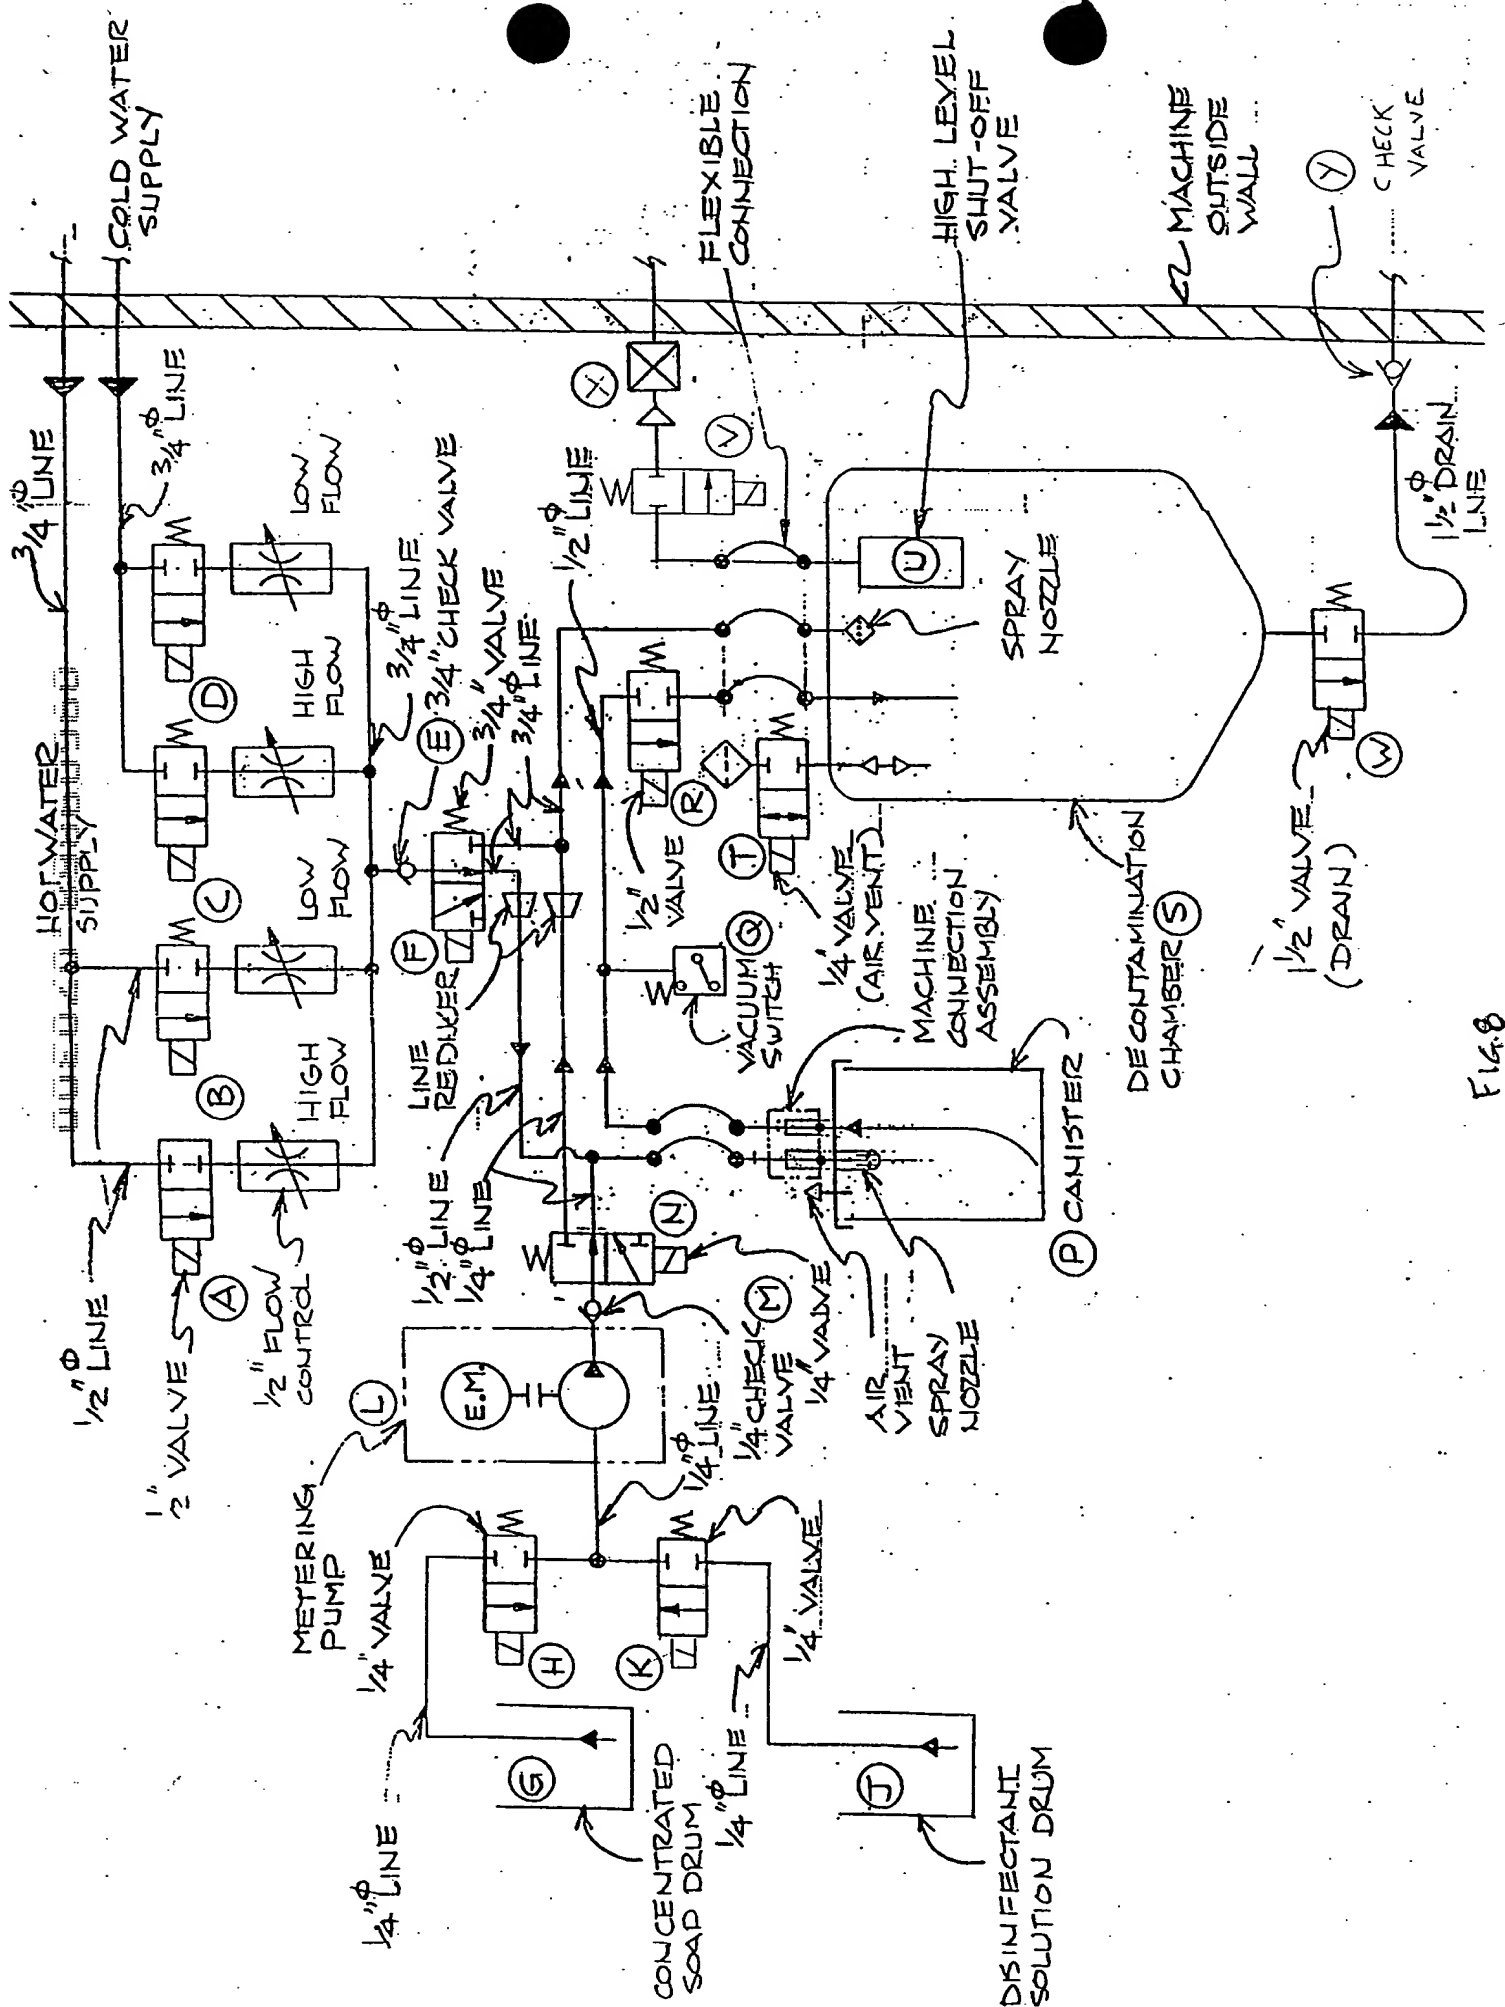 HOT WATER
SUPPLY
3/4"Φ LINE
COLD WATER
SUPPLY
3/4"Φ LINE
1/2"Φ LINE
1/2" VALVE
A
B
C
D
1/2" FLOW
CONTROL
HIGH
FLOW
LOW
FLOW
HIGH
FLOW
LOW
FLOW
3/4"Φ LINE
E
3/4" CHECK VALVE
3/4" VALVE
3/4"Φ LINE
F
LINE
REDUCER
1/2"Φ LINE
1/4"Φ LINE
1/2"Φ LINE
METERING
PUMP
L
E.M.
1/4" VALVE
H
K
1/4" VALVE
1/4"Φ LINE
1/4"Φ LINE
1/4"Φ LINE
G
CONCENTRATED
SOAP DRUM
J
DISINFECTANT
SOLUTION DRUM
1/4" CHECK
VALVE
M
1/4" VALVE
N
AIR
VENT
SPRAY
NOZZLE
P
CANISTER
MACHINE
CONNECTION
ASSEMBLY
VACUUM
SWITCH
Q
1/2"
VALVE
R
T
1/4" VALVE
(AIR VENT)
DECONTAMINATION
CHAMBER
S
SPRAY
NOZZLE
U
V
X
FLEXIBLE
CONNECTION
HIGH LEVEL
SHUT-OFF
VALVE
MACHINE
OUTSIDE
WALL
Y
CHECK
VALVE
1 1/2"Φ DRAIN
LINE
W
1 1/2" VALVE
(DRAIN)
FIG. 8